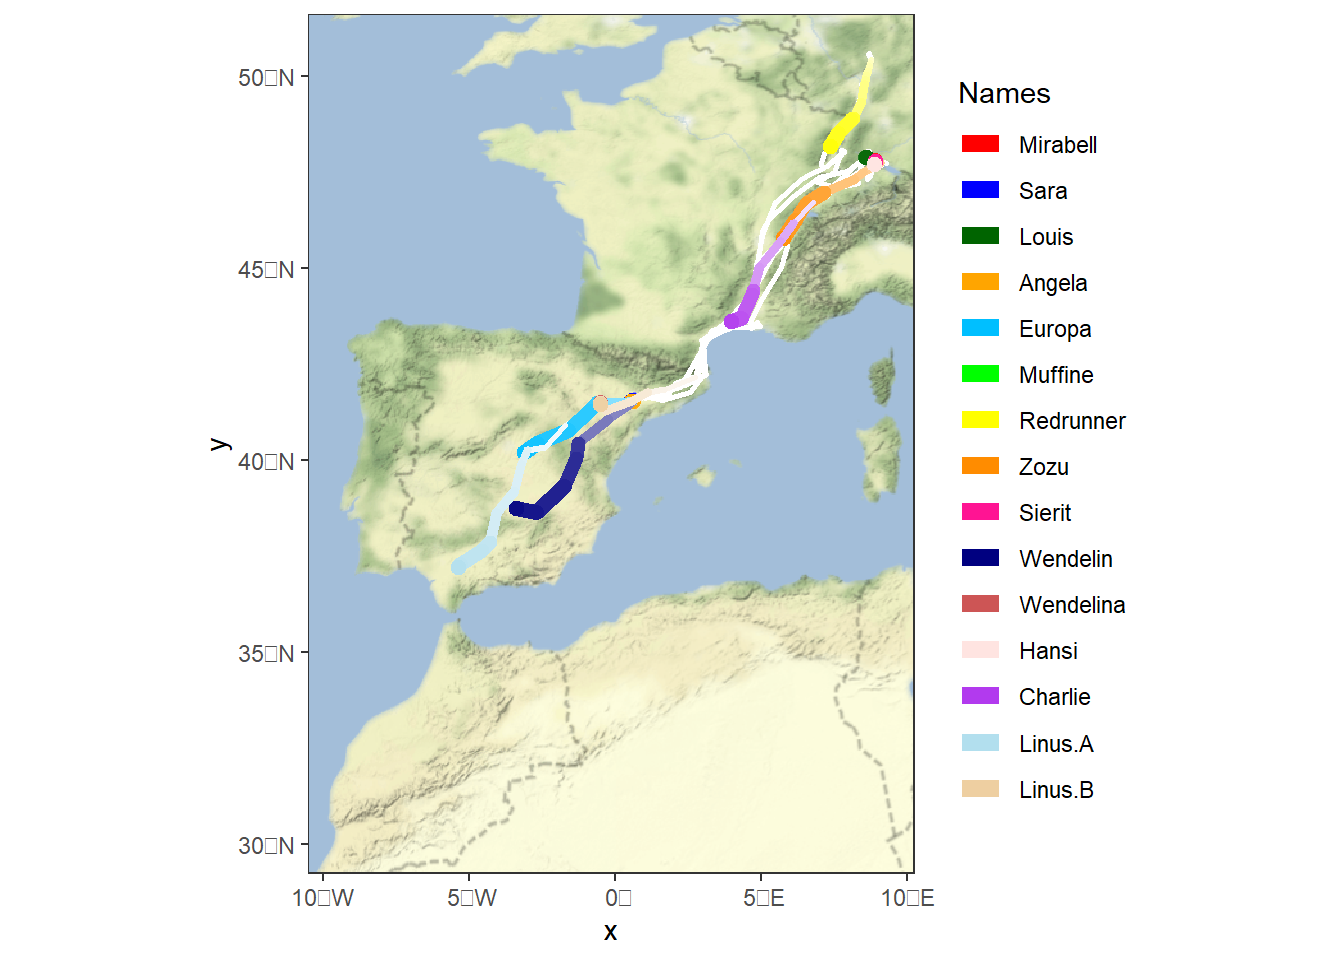 Names
Mirabell
Sara
Louis
Angela
Europa
Muffine
Redrunner
Zozu
Sierit
Wendelin
Wendelina
Hansi
Charlie
Linus.A
Linus.B
y
50□N
45□N
40□N
35□N
30□N
10□W 5□W 0□ 5□E 10□E
x